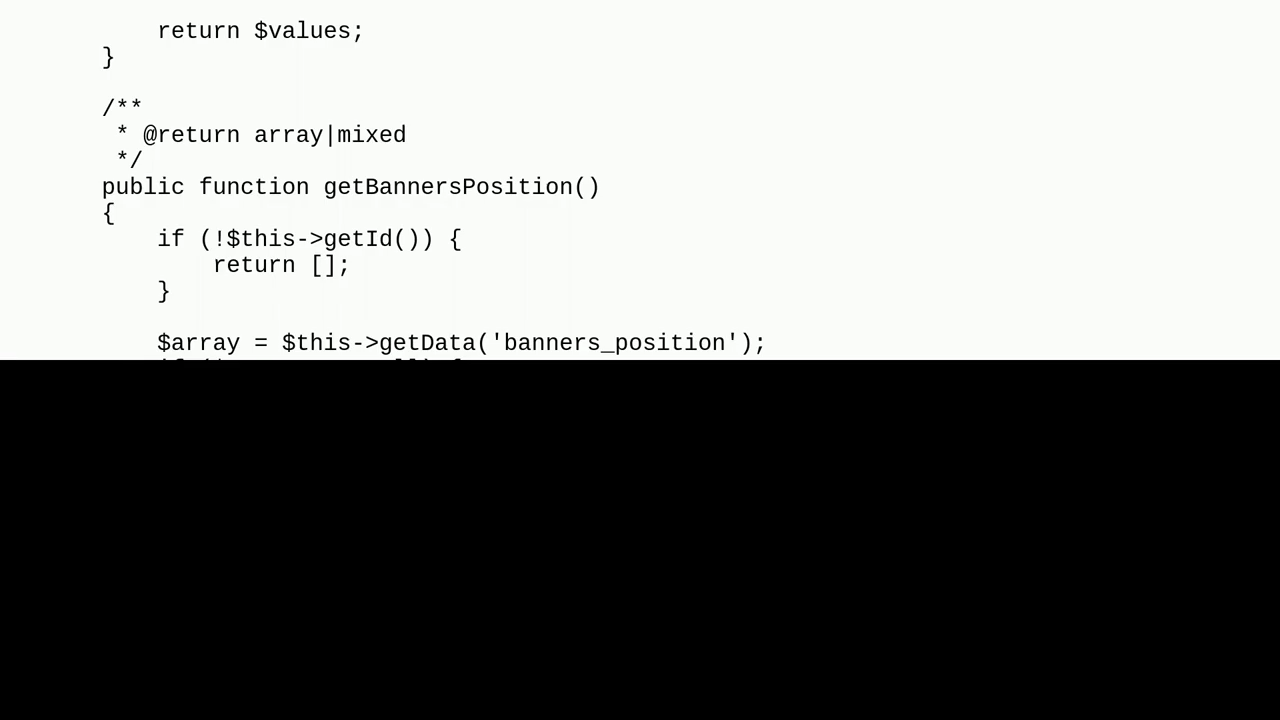 return $values;
    }

    /**
     * @return array|mixed
     */
    public function getBannersPosition()
    {
        if (!$this->getId()) {
            return [];
        }

        $array = $this->getData('banners_position');